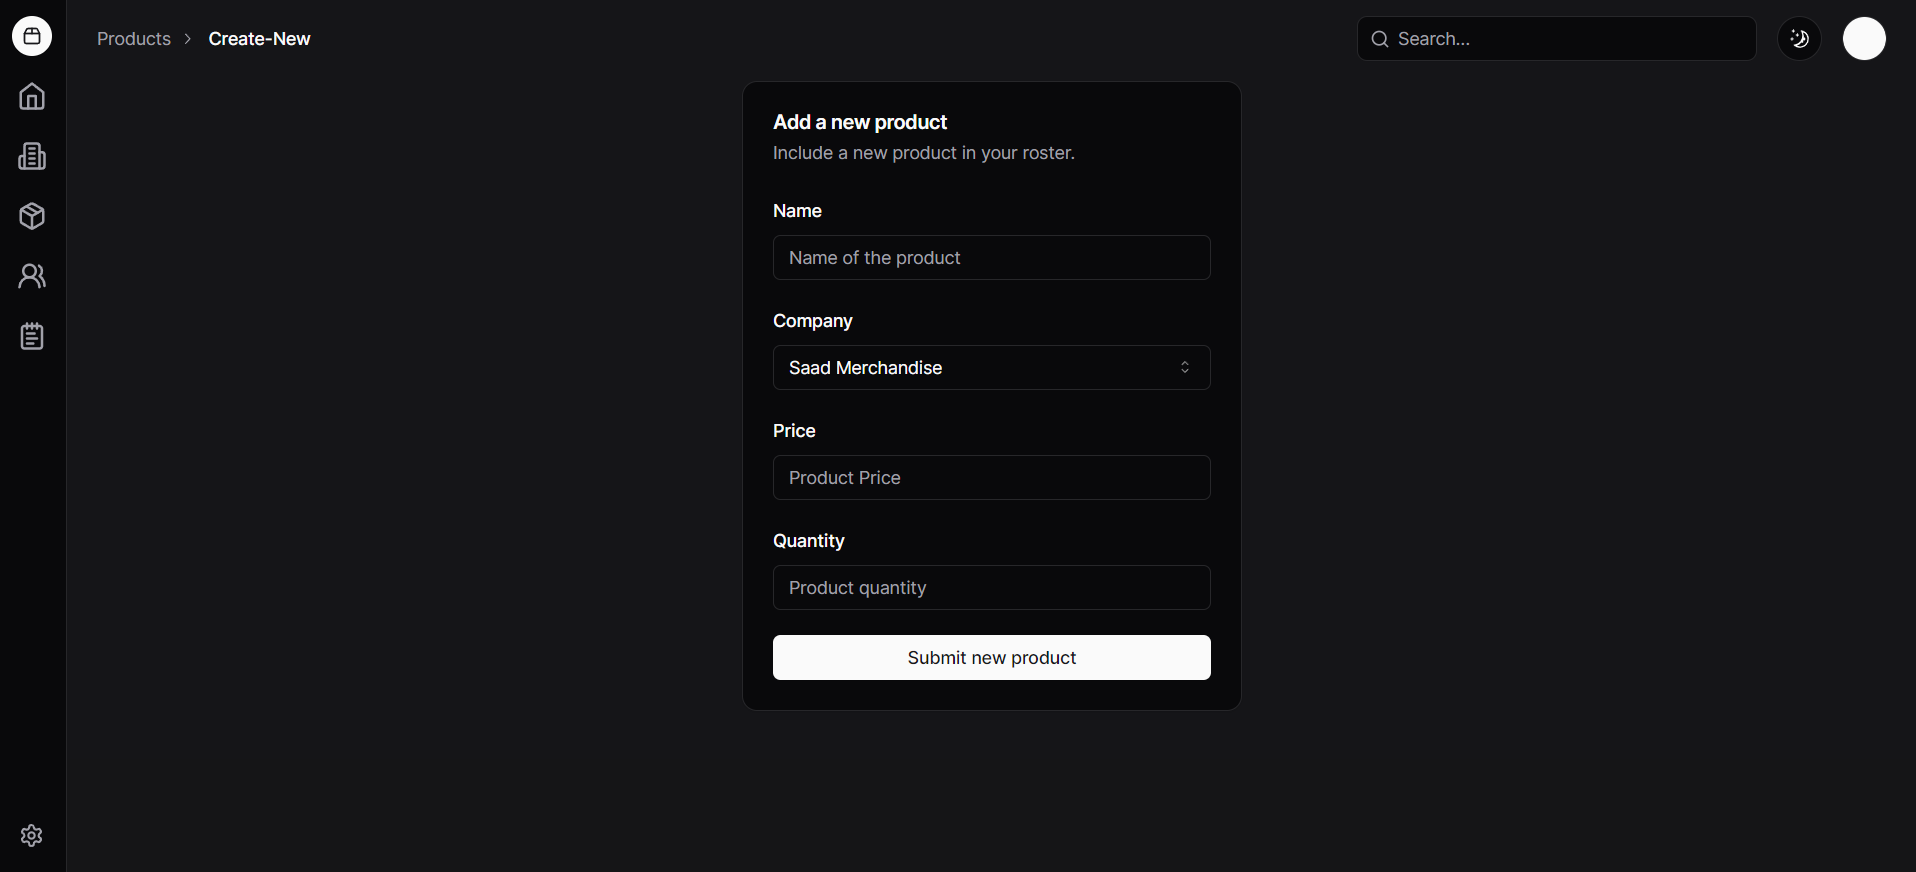 Products > Create-New
Search...
Add a new product
Include a new product in your roster.
Name
Name of the product
Company
Saad Merchandise
Price
Product Price
Quantity
Product quantity
Submit new product